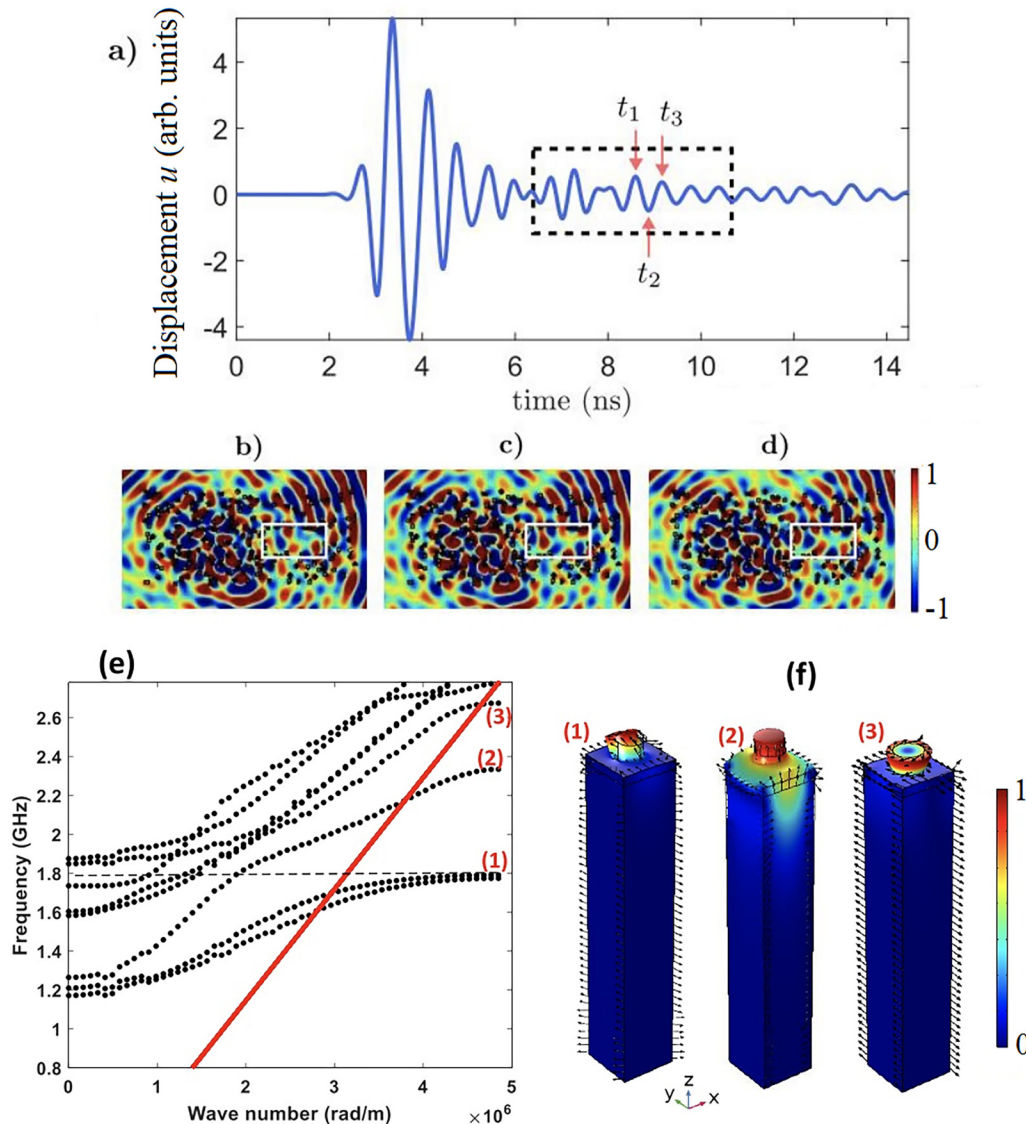 a)
Displacement u (arb. units)
4
2
0
-2
-4
t1
t3
t2
0 2 4 6 8 10 12 14
time (ns)
b) c) d)
1
0
-1
(e)
Frequency (GHz)
2.6
2.4
2.2
2
1.8
1.6
1.4
1.2
1
0.8
(3)
(2)
(1)
0 1 2 3 4 5
Wave number (rad/m) ×10⁶
(f)
(1) (2) (3)
1
0
y z x